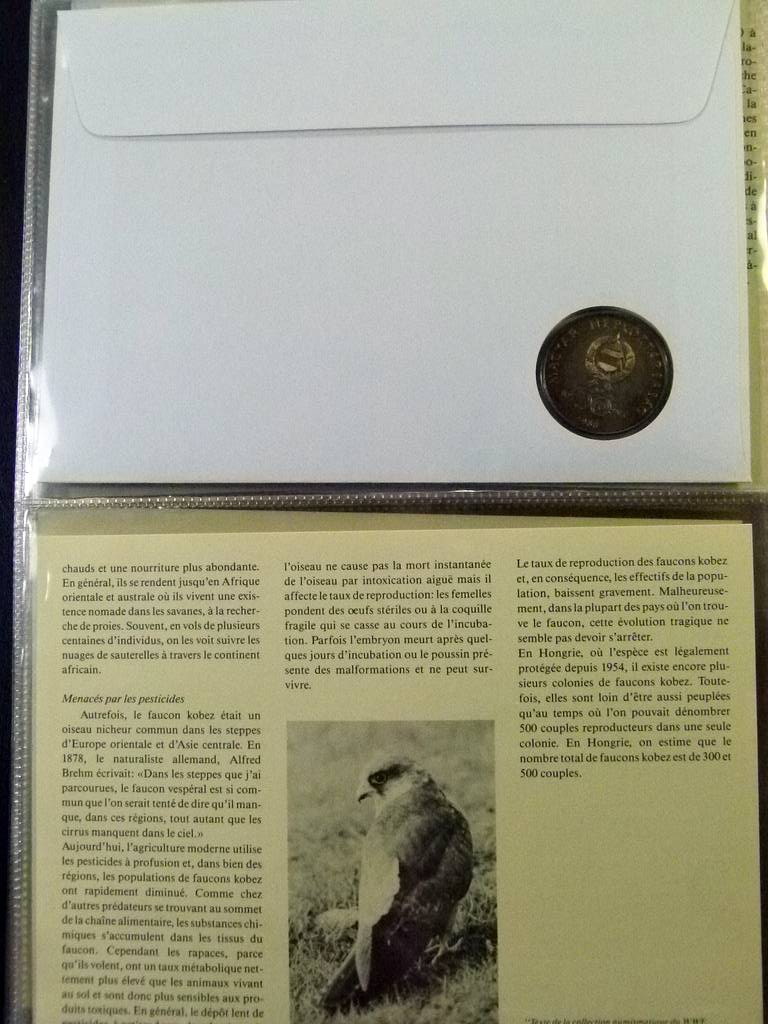 MAGYAR NÉPKÖZTÁRSASÁG
chauds et une nourriture plus abondante.
En général, ils se rendent jusqu'en Afrique
orientale et australe où ils vivent une exis-
tence nomade dans les savanes, à la recher-
che de proies. Souvent, en vols de plusieurs
centaines d'individus, on les voit suivre les
nuages de sauterelles à travers le continent
africain.
Menacés par les pesticides
Autrefois, le faucon kobez était un
oiseau nicheur commun dans les steppes
d'Europe orientale et d'Asie centrale. En
1878, le naturaliste allemand, Alfred
Brehm écrivait: «Dans les steppes que j'ai
parcourues, le faucon vespéral est si com-
mun que l'on serait tenté de dire qu'il man-
que, dans ces régions, tout autant que les
cirrus manquent dans le ciel.»
Aujourd'hui, l'agriculture moderne utilise
les pesticides à profusion et, dans bien des
régions, les populations de faucons kobez
ont rapidement diminué. Comme chez
d'autres prédateurs se trouvant au sommet
de la chaîne alimentaire, les substances chi-
miques s'accumulent dans les tissus du
faucon. Cependant les rapaces, parce
qu'ils volent, ont un taux métabolique net-
tement plus élevé que les animaux vivant
au sol et sont donc plus sensibles aux pro-
duits toxiques. En général, le dépôt lent de
l'oiseau ne cause pas la mort instantanée
de l'oiseau par intoxication aiguë mais il
affecte le taux de reproduction: les femelles
pondent des œufs stériles ou à la coquille
fragile qui se casse au cours de l'incuba-
tion. Parfois l'embryon meurt après quel-
ques jours d'incubation ou le poussin pré-
sente des malformations et ne peut sur-
vivre.
Le taux de reproduction des faucons kobez
et, en conséquence, les effectifs de la popu-
lation, baissent gravement. Malheureuse-
ment, dans la plupart des pays où l'on trou-
ve le faucon, cette évolution tragique ne
semble pas devoir s'arrêter.
En Hongrie, où l'espèce est légalement
protégée depuis 1954, il existe encore plu-
sieurs colonies de faucons kobez. Toute-
fois, elles sont loin d'être aussi peuplées
qu'au temps où l'on pouvait dénombrer
500 couples reproducteurs dans une seule
colonie. En Hongrie, on estime que le
nombre total de faucons kobez est de 300 et
500 couples.
Texte de la collection numismatique du WWF